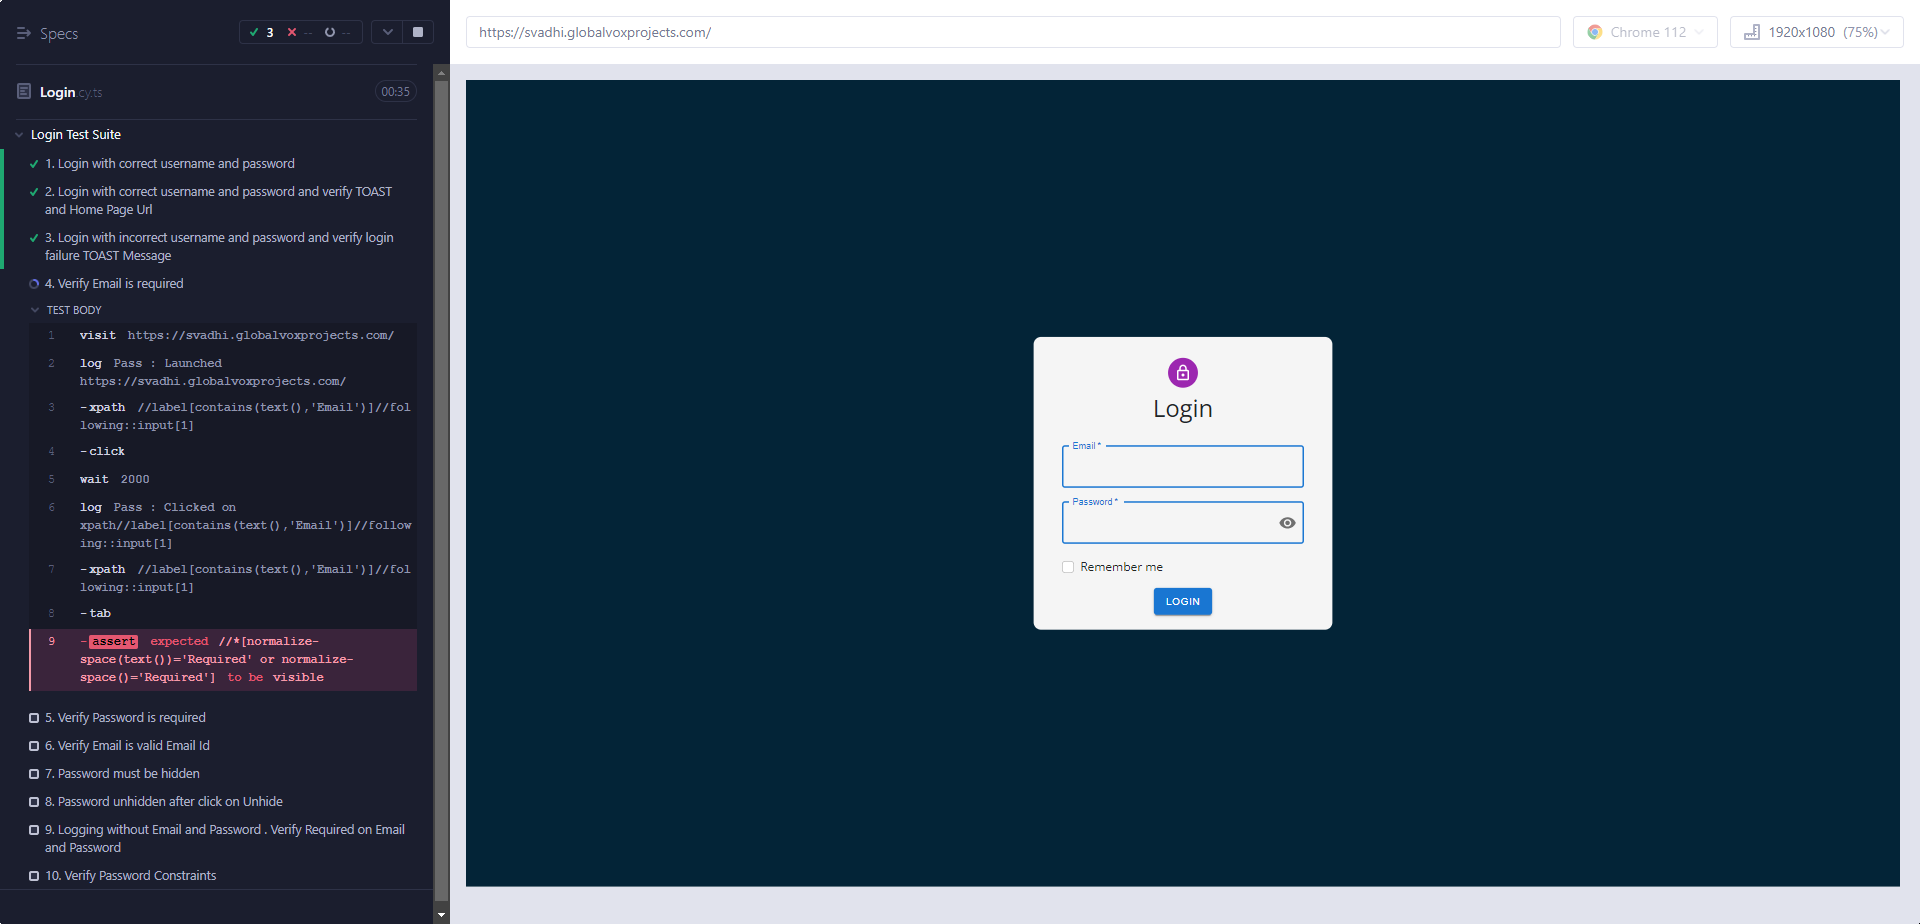 Specs
3 -- --
Login.cy.ts
00:35
Login Test Suite
1. Login with correct username and password
2. Login with correct username and password and verify TOAST
and Home Page Url
3. Login with incorrect username and password and verify login
failure TOAST Message
4. Verify Email is required
TEST BODY
1 visit https://svadhi.globalvoxprojects.com/
2 log Pass : Launched
https://svadhi.globalvoxprojects.com/
3 -xpath //label[contains(text(),'Email')]//fol
lowing::input[1]
4 -click
5 wait 2000
6 log Pass : Clicked on
xpath//label[contains(text(),'Email')]//follow
ing::input[1]
7 -xpath //label[contains(text(),'Email')]//fol
lowing::input[1]
8 -tab
9 -assert expected //*[normalize-
space(text())='Required' or normalize-
space()='Required'] to be visible
5. Verify Password is required
6. Verify Email is valid Email Id
7. Password must be hidden
8. Password unhidden after click on Unhide
9. Logging without Email and Password . Verify Required on Email
and Password
10. Verify Password Constraints
https://svadhi.globalvoxprojects.com/
Chrome 112
1920x1080 (75%)
Login
Email *
Password *
Remember me
LOGIN